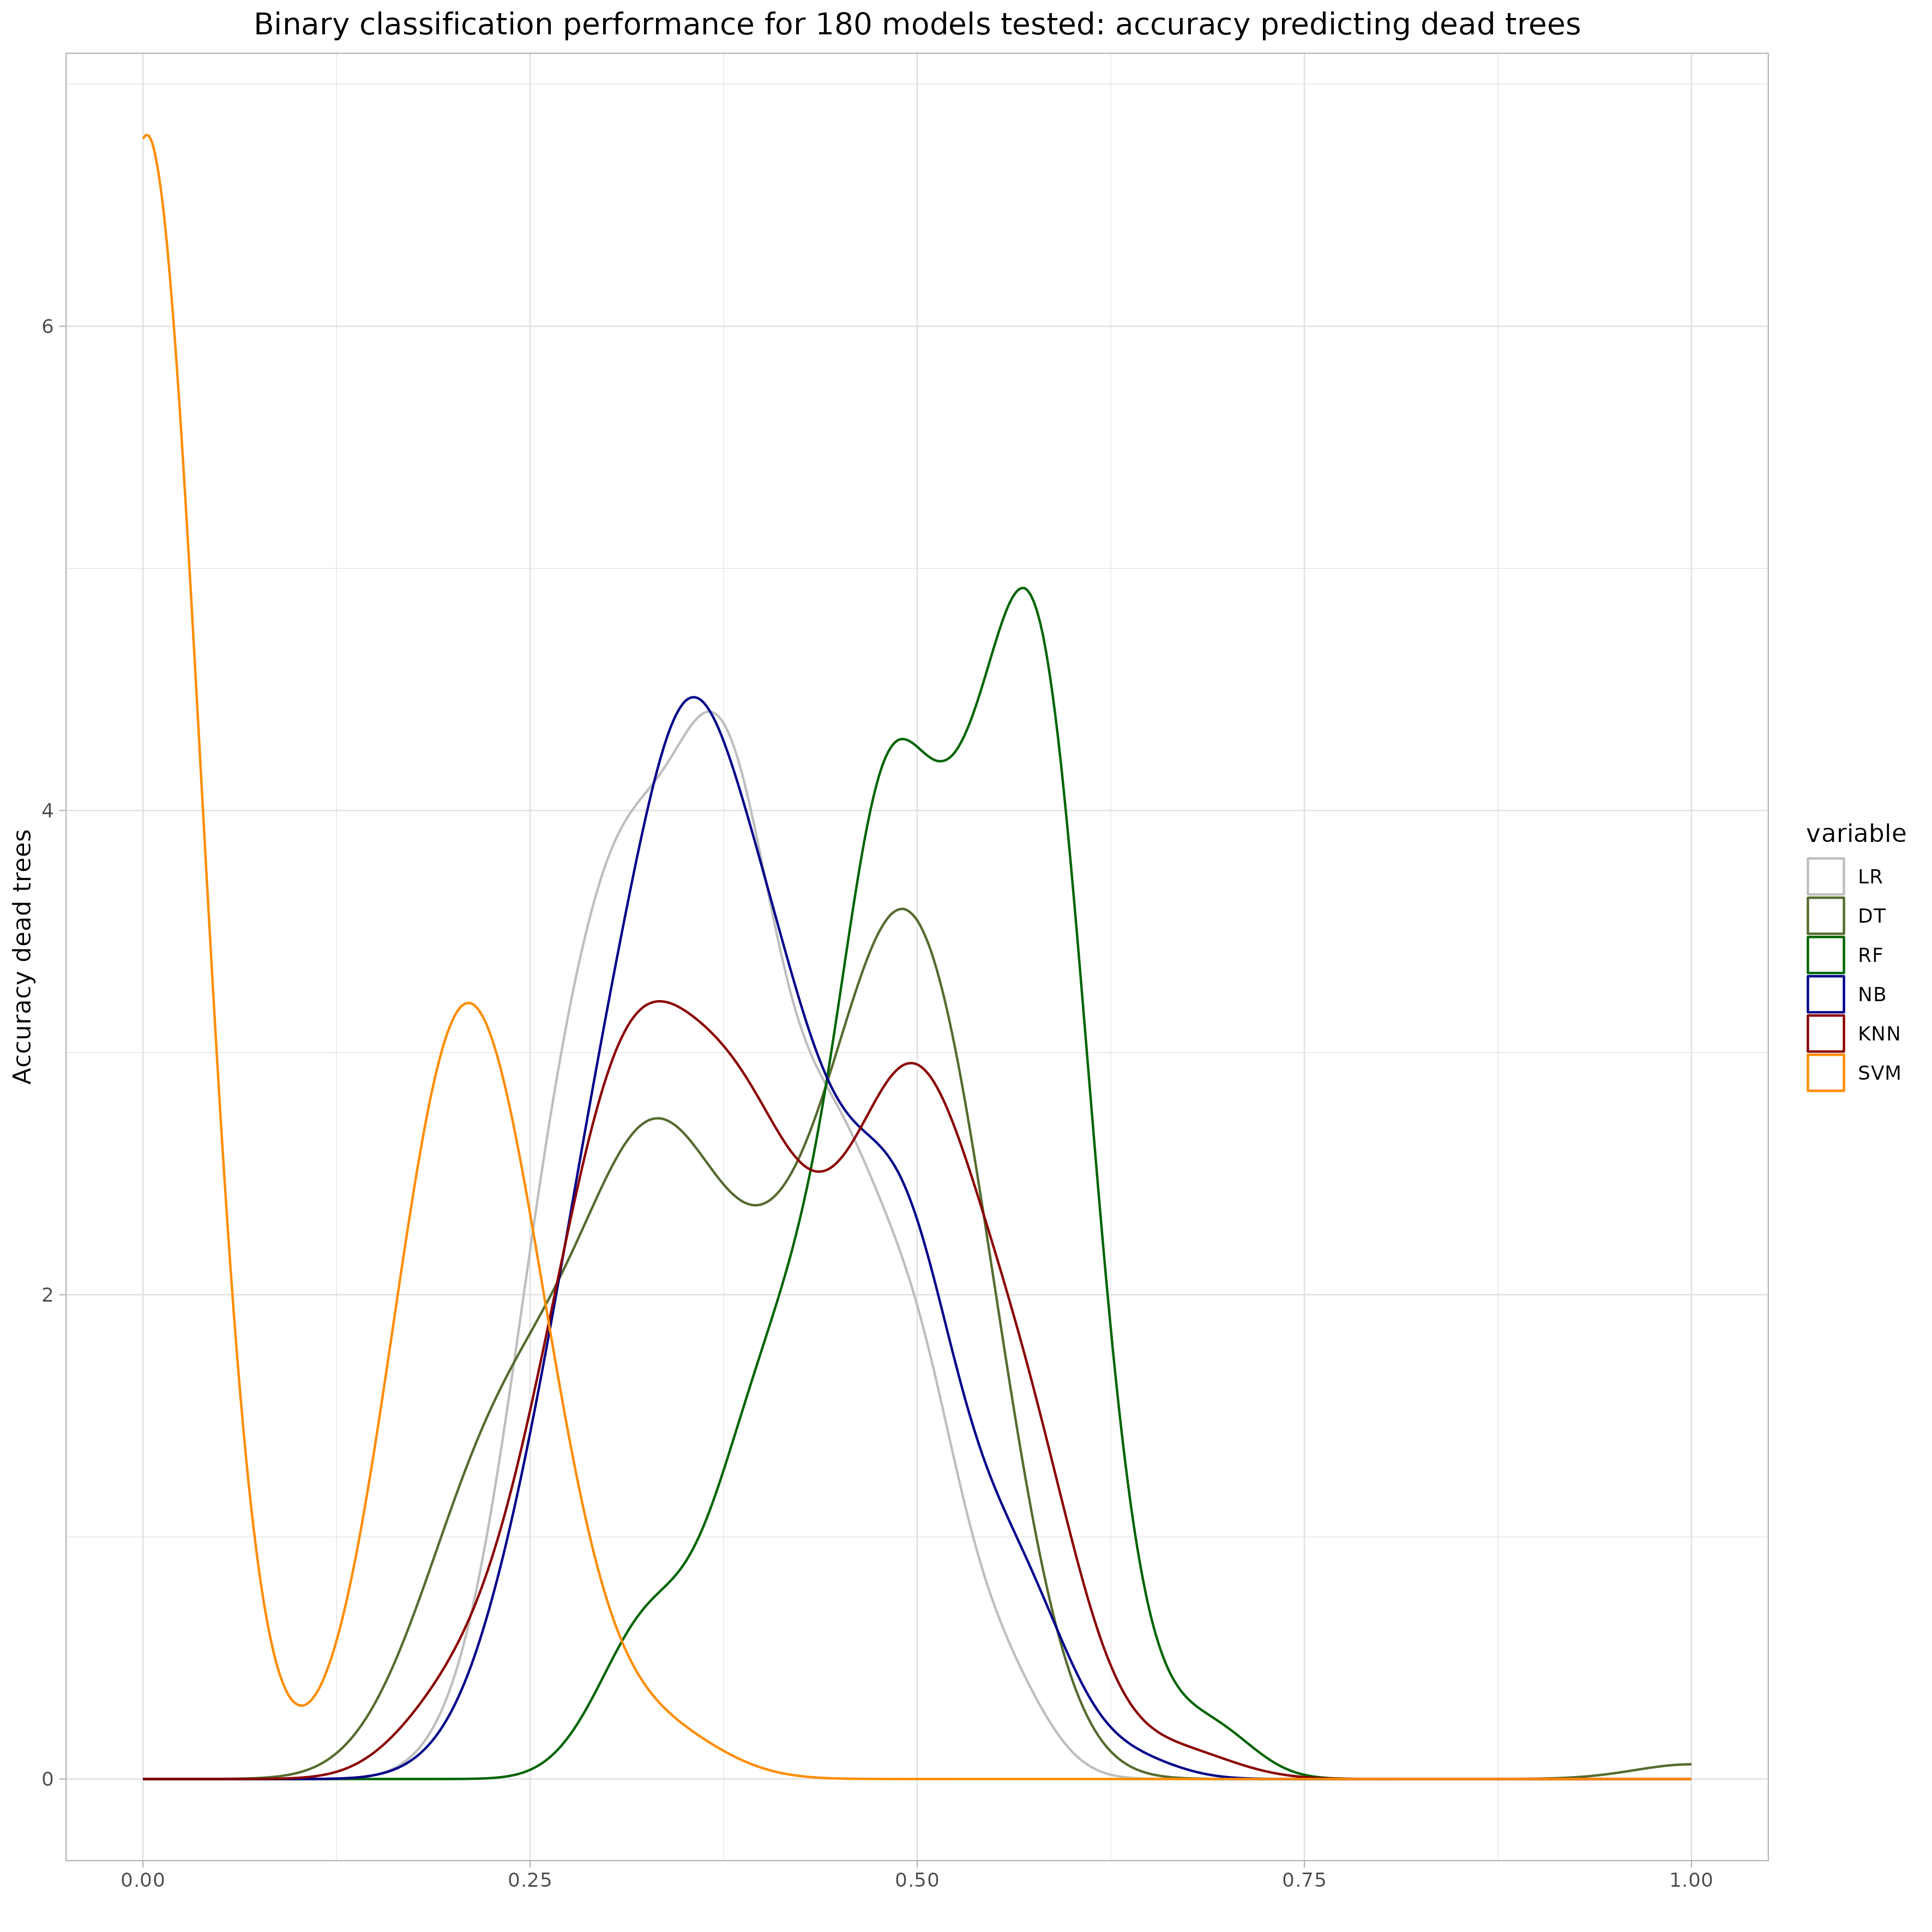 Binary classification performance for 180 models tested: accuracy predicting dead trees
6
4
2
0
Accuracy dead trees
0.00 0.25 0.50 0.75 1.00
variable
LR
DT
RF
NB
KNN
SVM